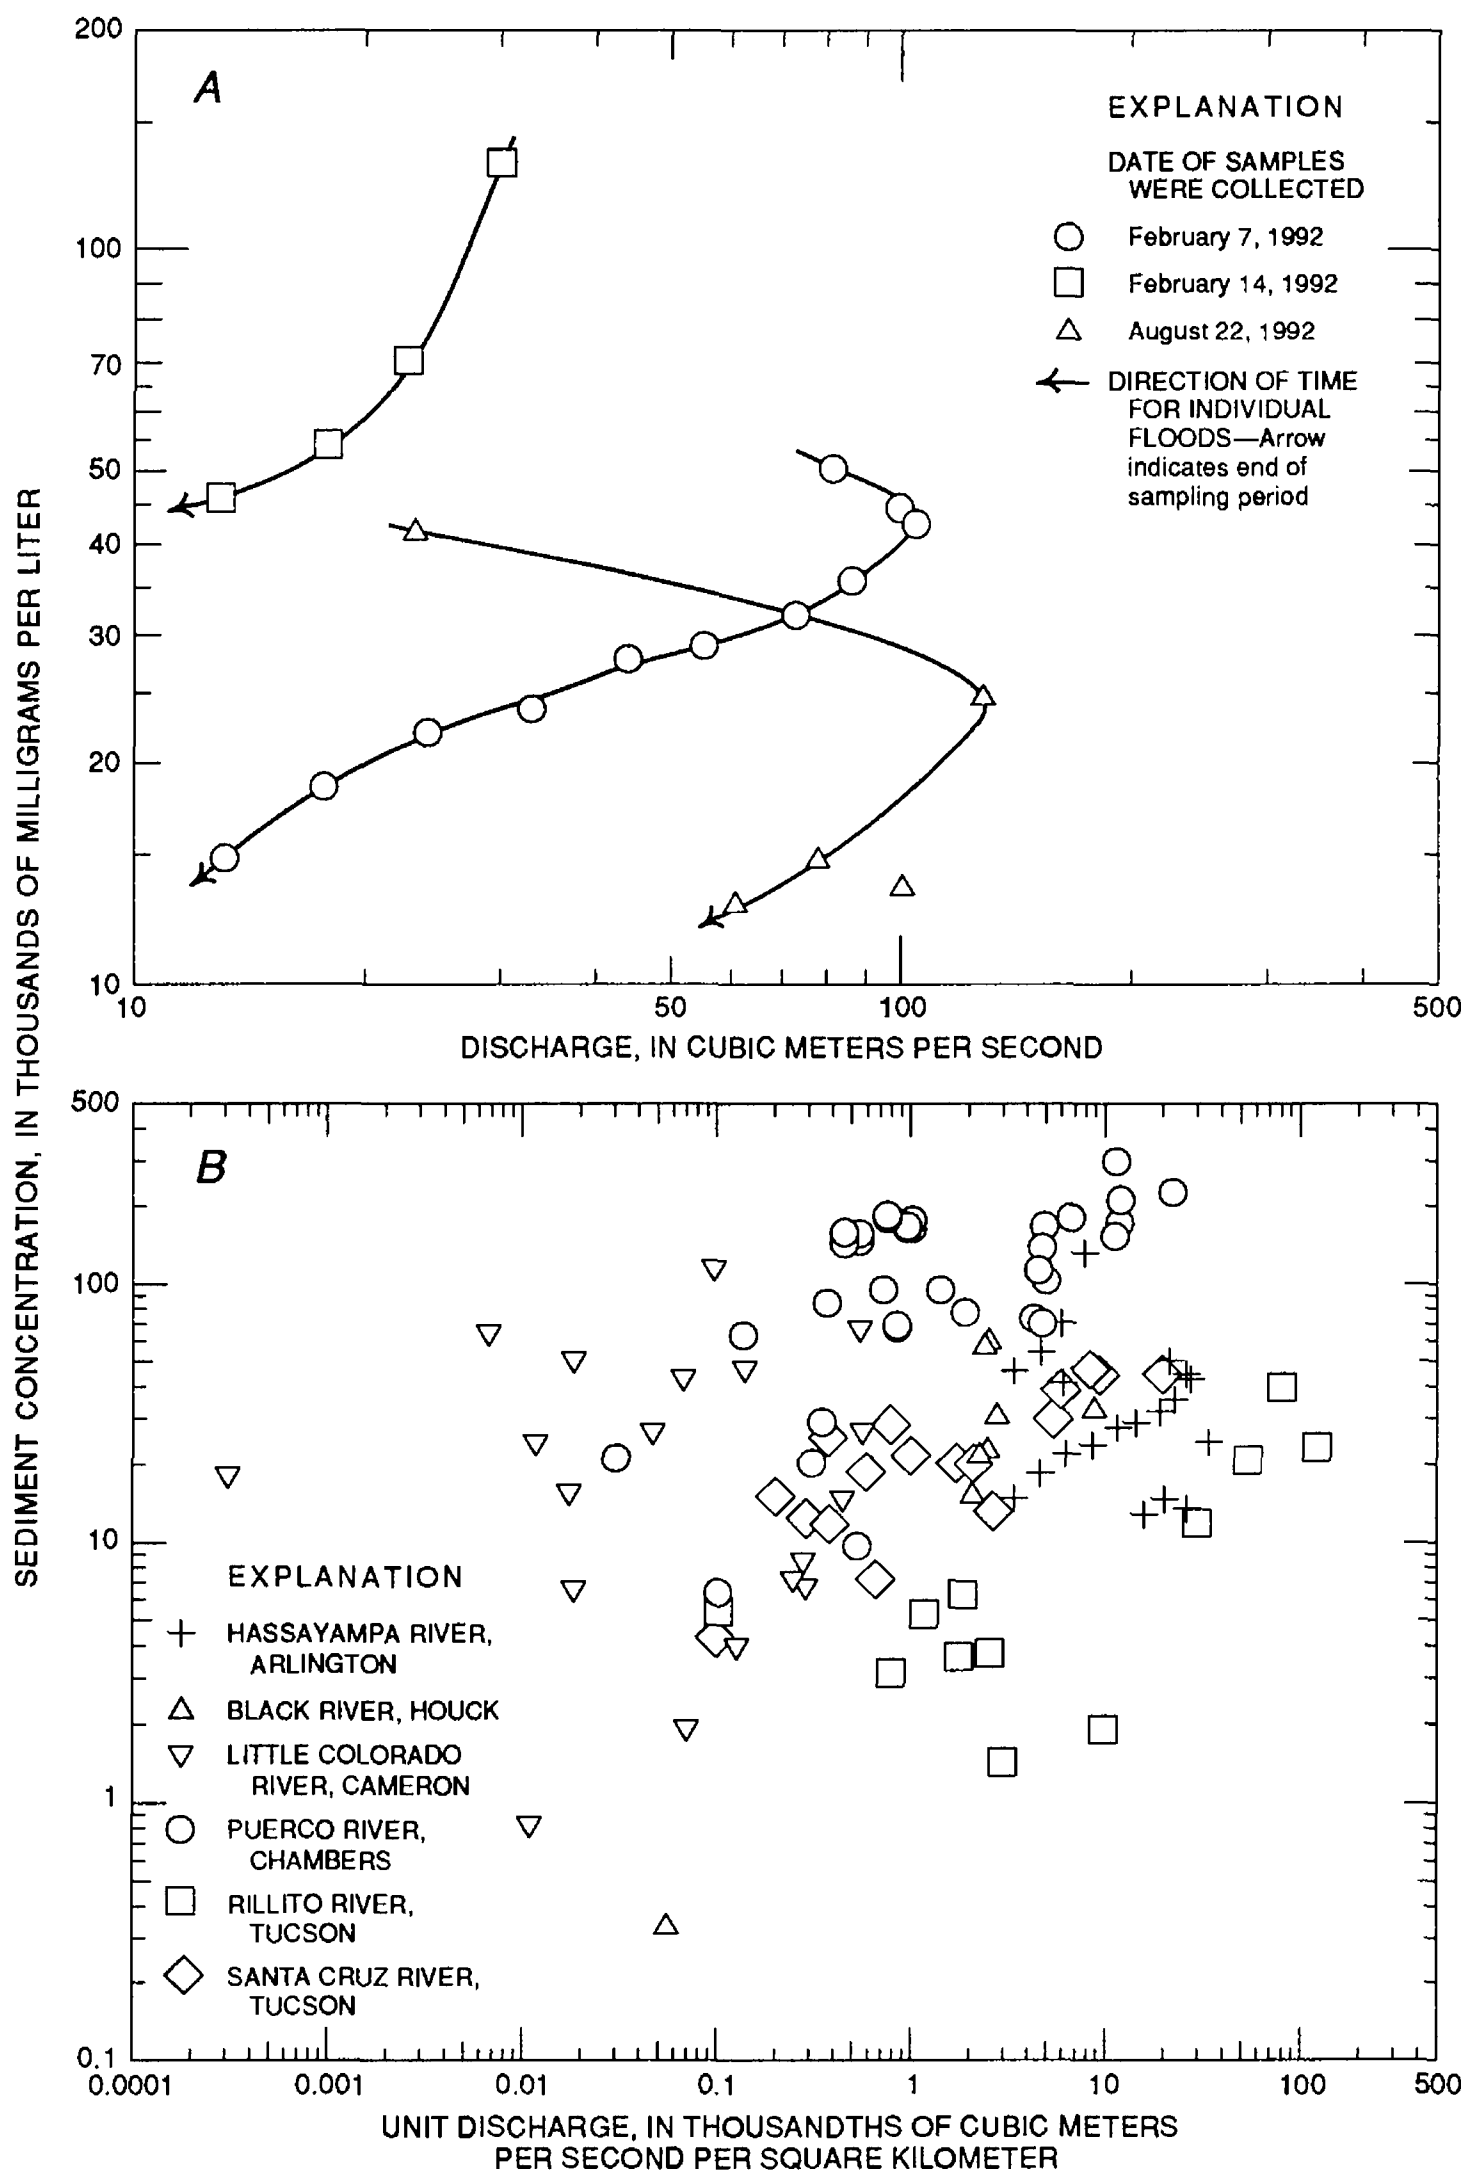 200
A
EXPLANATION
DATE OF SAMPLES
WERE COLLECTED
February 7, 1992
February 14, 1992
August 22, 1992
DIRECTION OF TIME
FOR INDIVIDUAL
FLOODS—Arrow
indicates end of
sampling period
100
70
50
40
30
20
10
10
50
100
500
DISCHARGE, IN CUBIC METERS PER SECOND
SEDIMENT CONCENTRATION, IN THOUSANDS OF MILLIGRAMS PER LITER
500
B
100
10
1
0.1
EXPLANATION
HASSAYAMPA RIVER,
ARLINGTON
BLACK RIVER, HOUCK
LITTLE COLORADO
RIVER, CAMERON
PUERCO RIVER,
CHAMBERS
RILLITO RIVER,
TUCSON
SANTA CRUZ RIVER,
TUCSON
0.0001
0.001
0.01
0.1
1
10
100
500
UNIT DISCHARGE, IN THOUSANDTHS OF CUBIC METERS
PER SECOND PER SQUARE KILOMETER